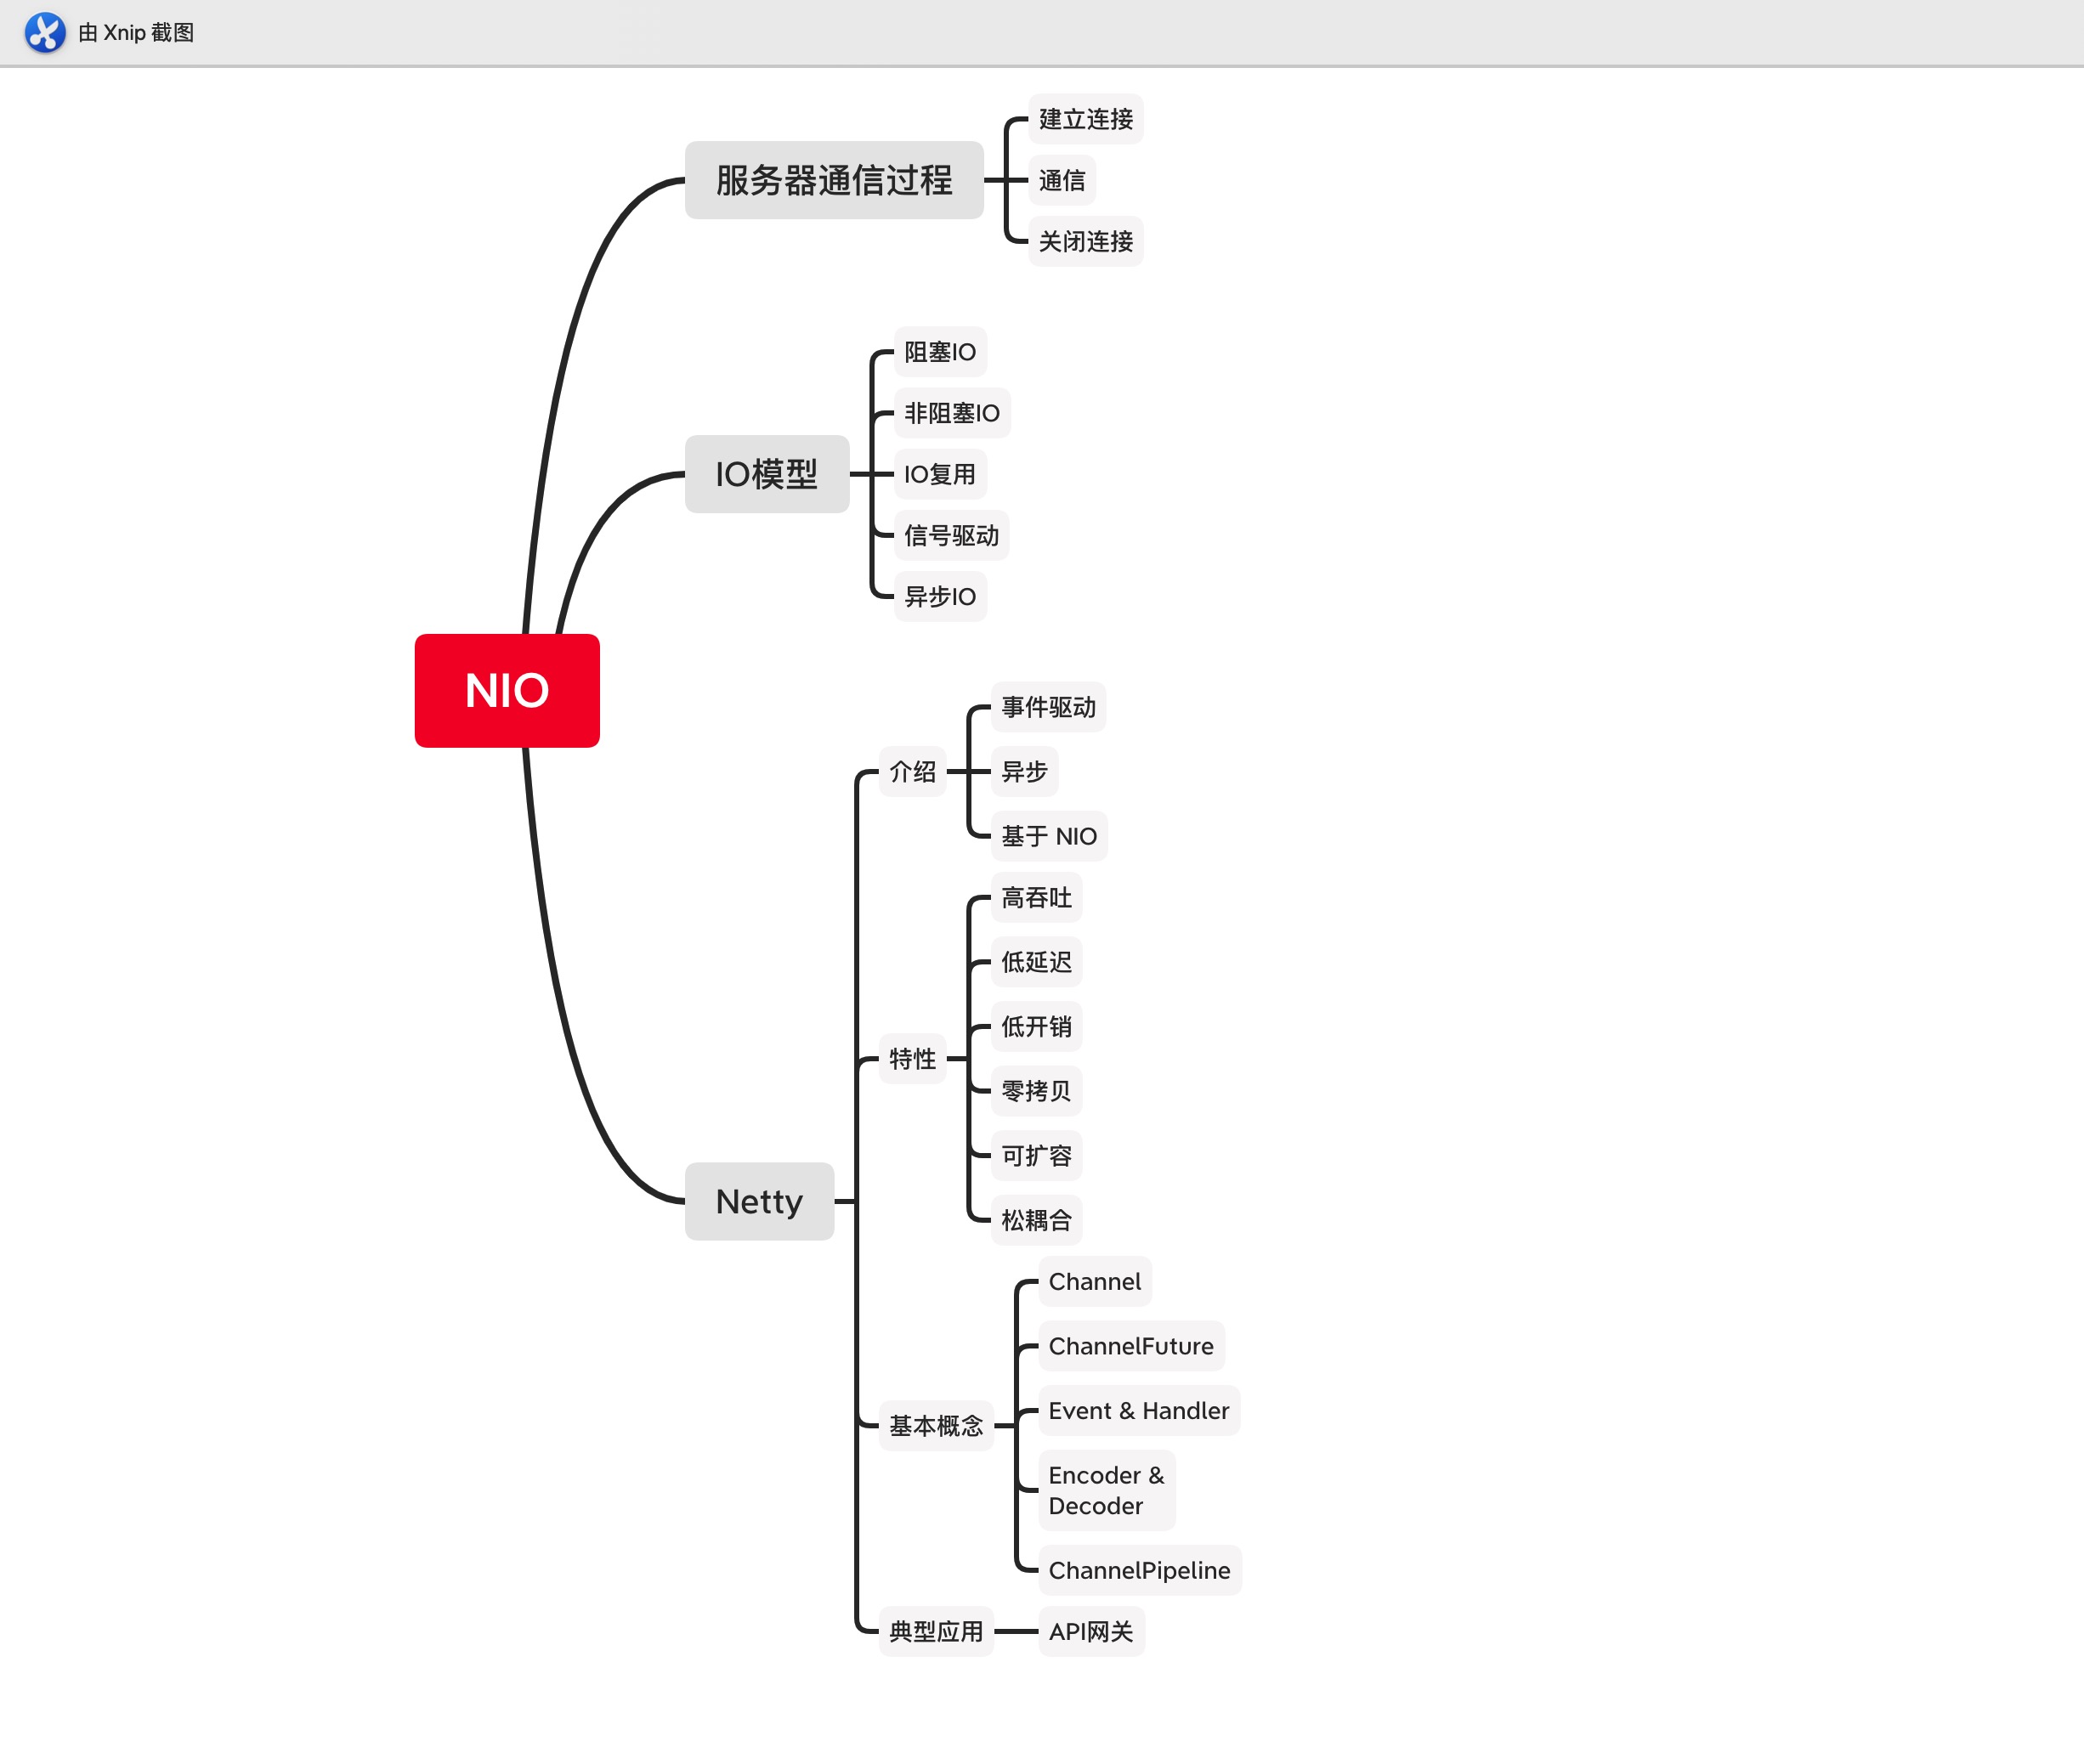 由 Xnip 截图
建立连接
服务器通信过程
通信
关闭连接
阻塞IO
非阻塞IO
IO模型
IO复用
信号驱动
异步IO
NIO
事件驱动
介绍
异步
基于 NIO
高吞吐
低延迟
低开销
特性
零拷贝
可扩容
松耦合
Netty
Channel
ChannelFuture
Event & Handler
基本概念
Encoder &
Decoder
ChannelPipeline
典型应用
API网关